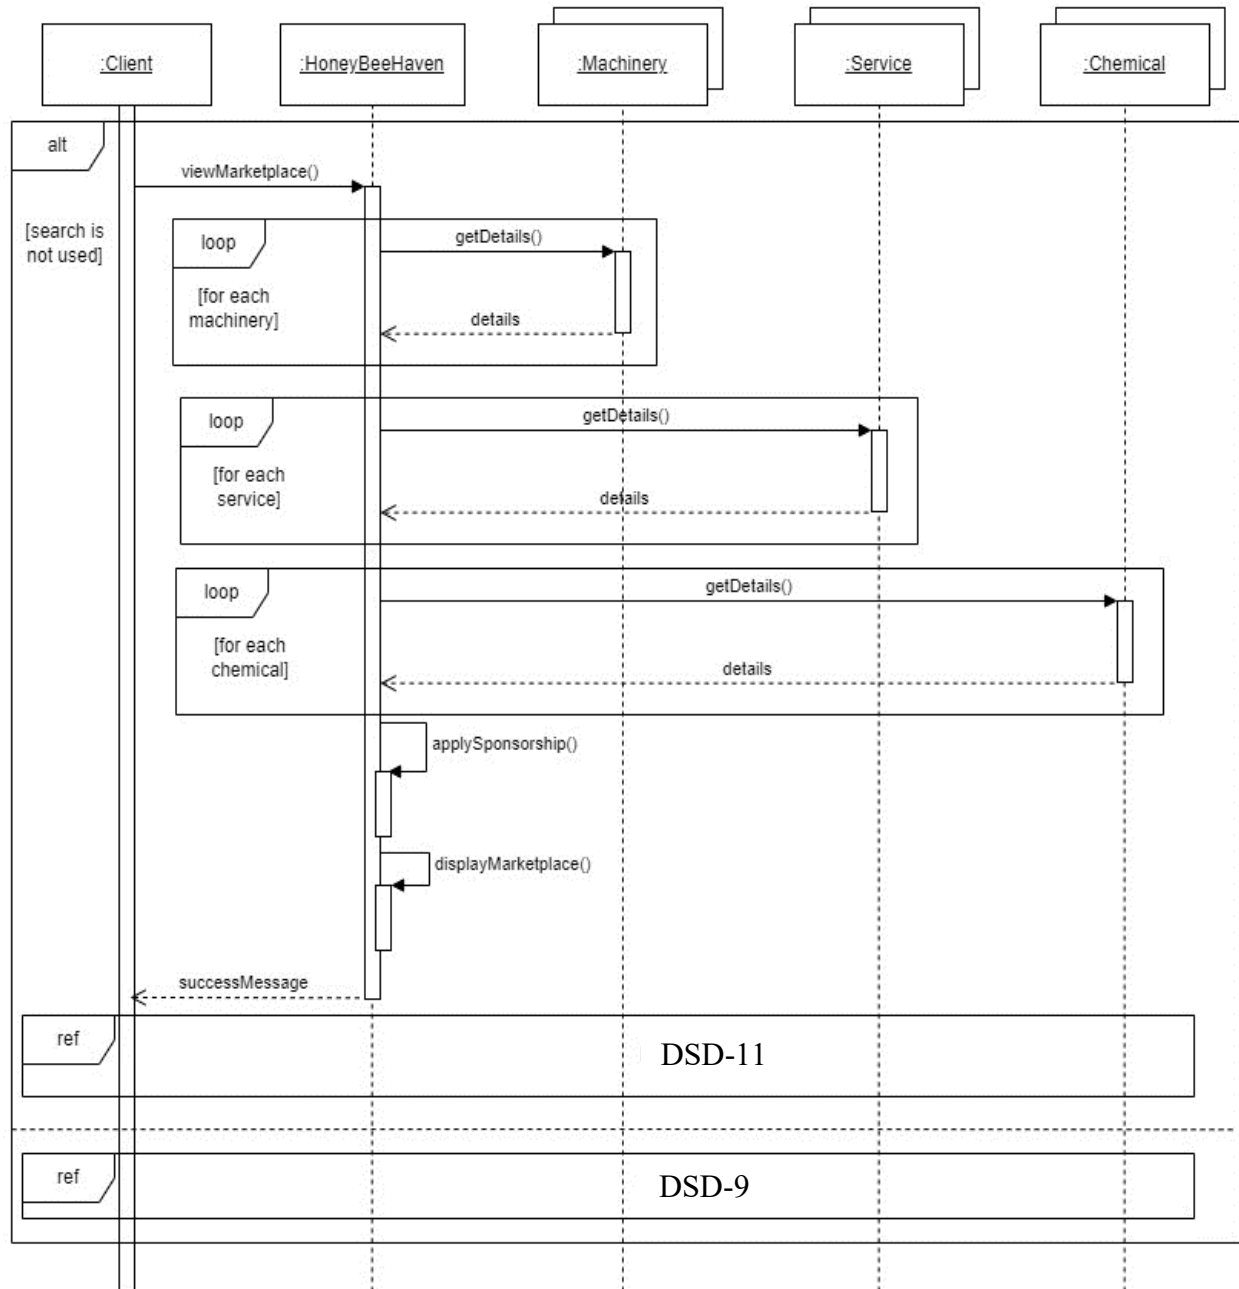 :Client
:HoneyBeeHaven
:Machinery
:Service
:Chemical
alt
viewMarketplace()
[search is
not used]
loop
getDetails()
[for each
machinery]
details
loop
getDetails()
[for each
service]
details
loop
getDetails()
[for each
chemical]
details
applySponsorship()
displayMarketplace()
successMessage
ref
DSD-11
ref
DSD-9